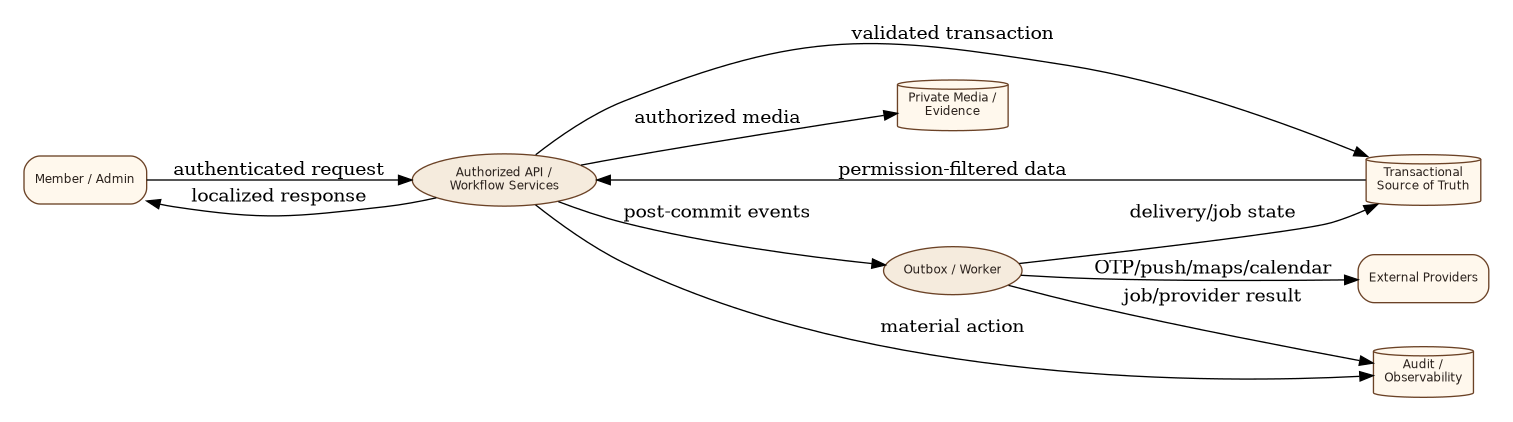 validated transaction
Private Media /
Evidence
authorized media
Member / Admin
authenticated request
localized response
Authorized API /
Workflow Services
permission-filtered data
Transactional
Source of Truth
post-commit events
delivery/job state
Outbox / Worker
OTP/push/maps/calendar
External Providers
job/provider result
material action
Audit /
Observability